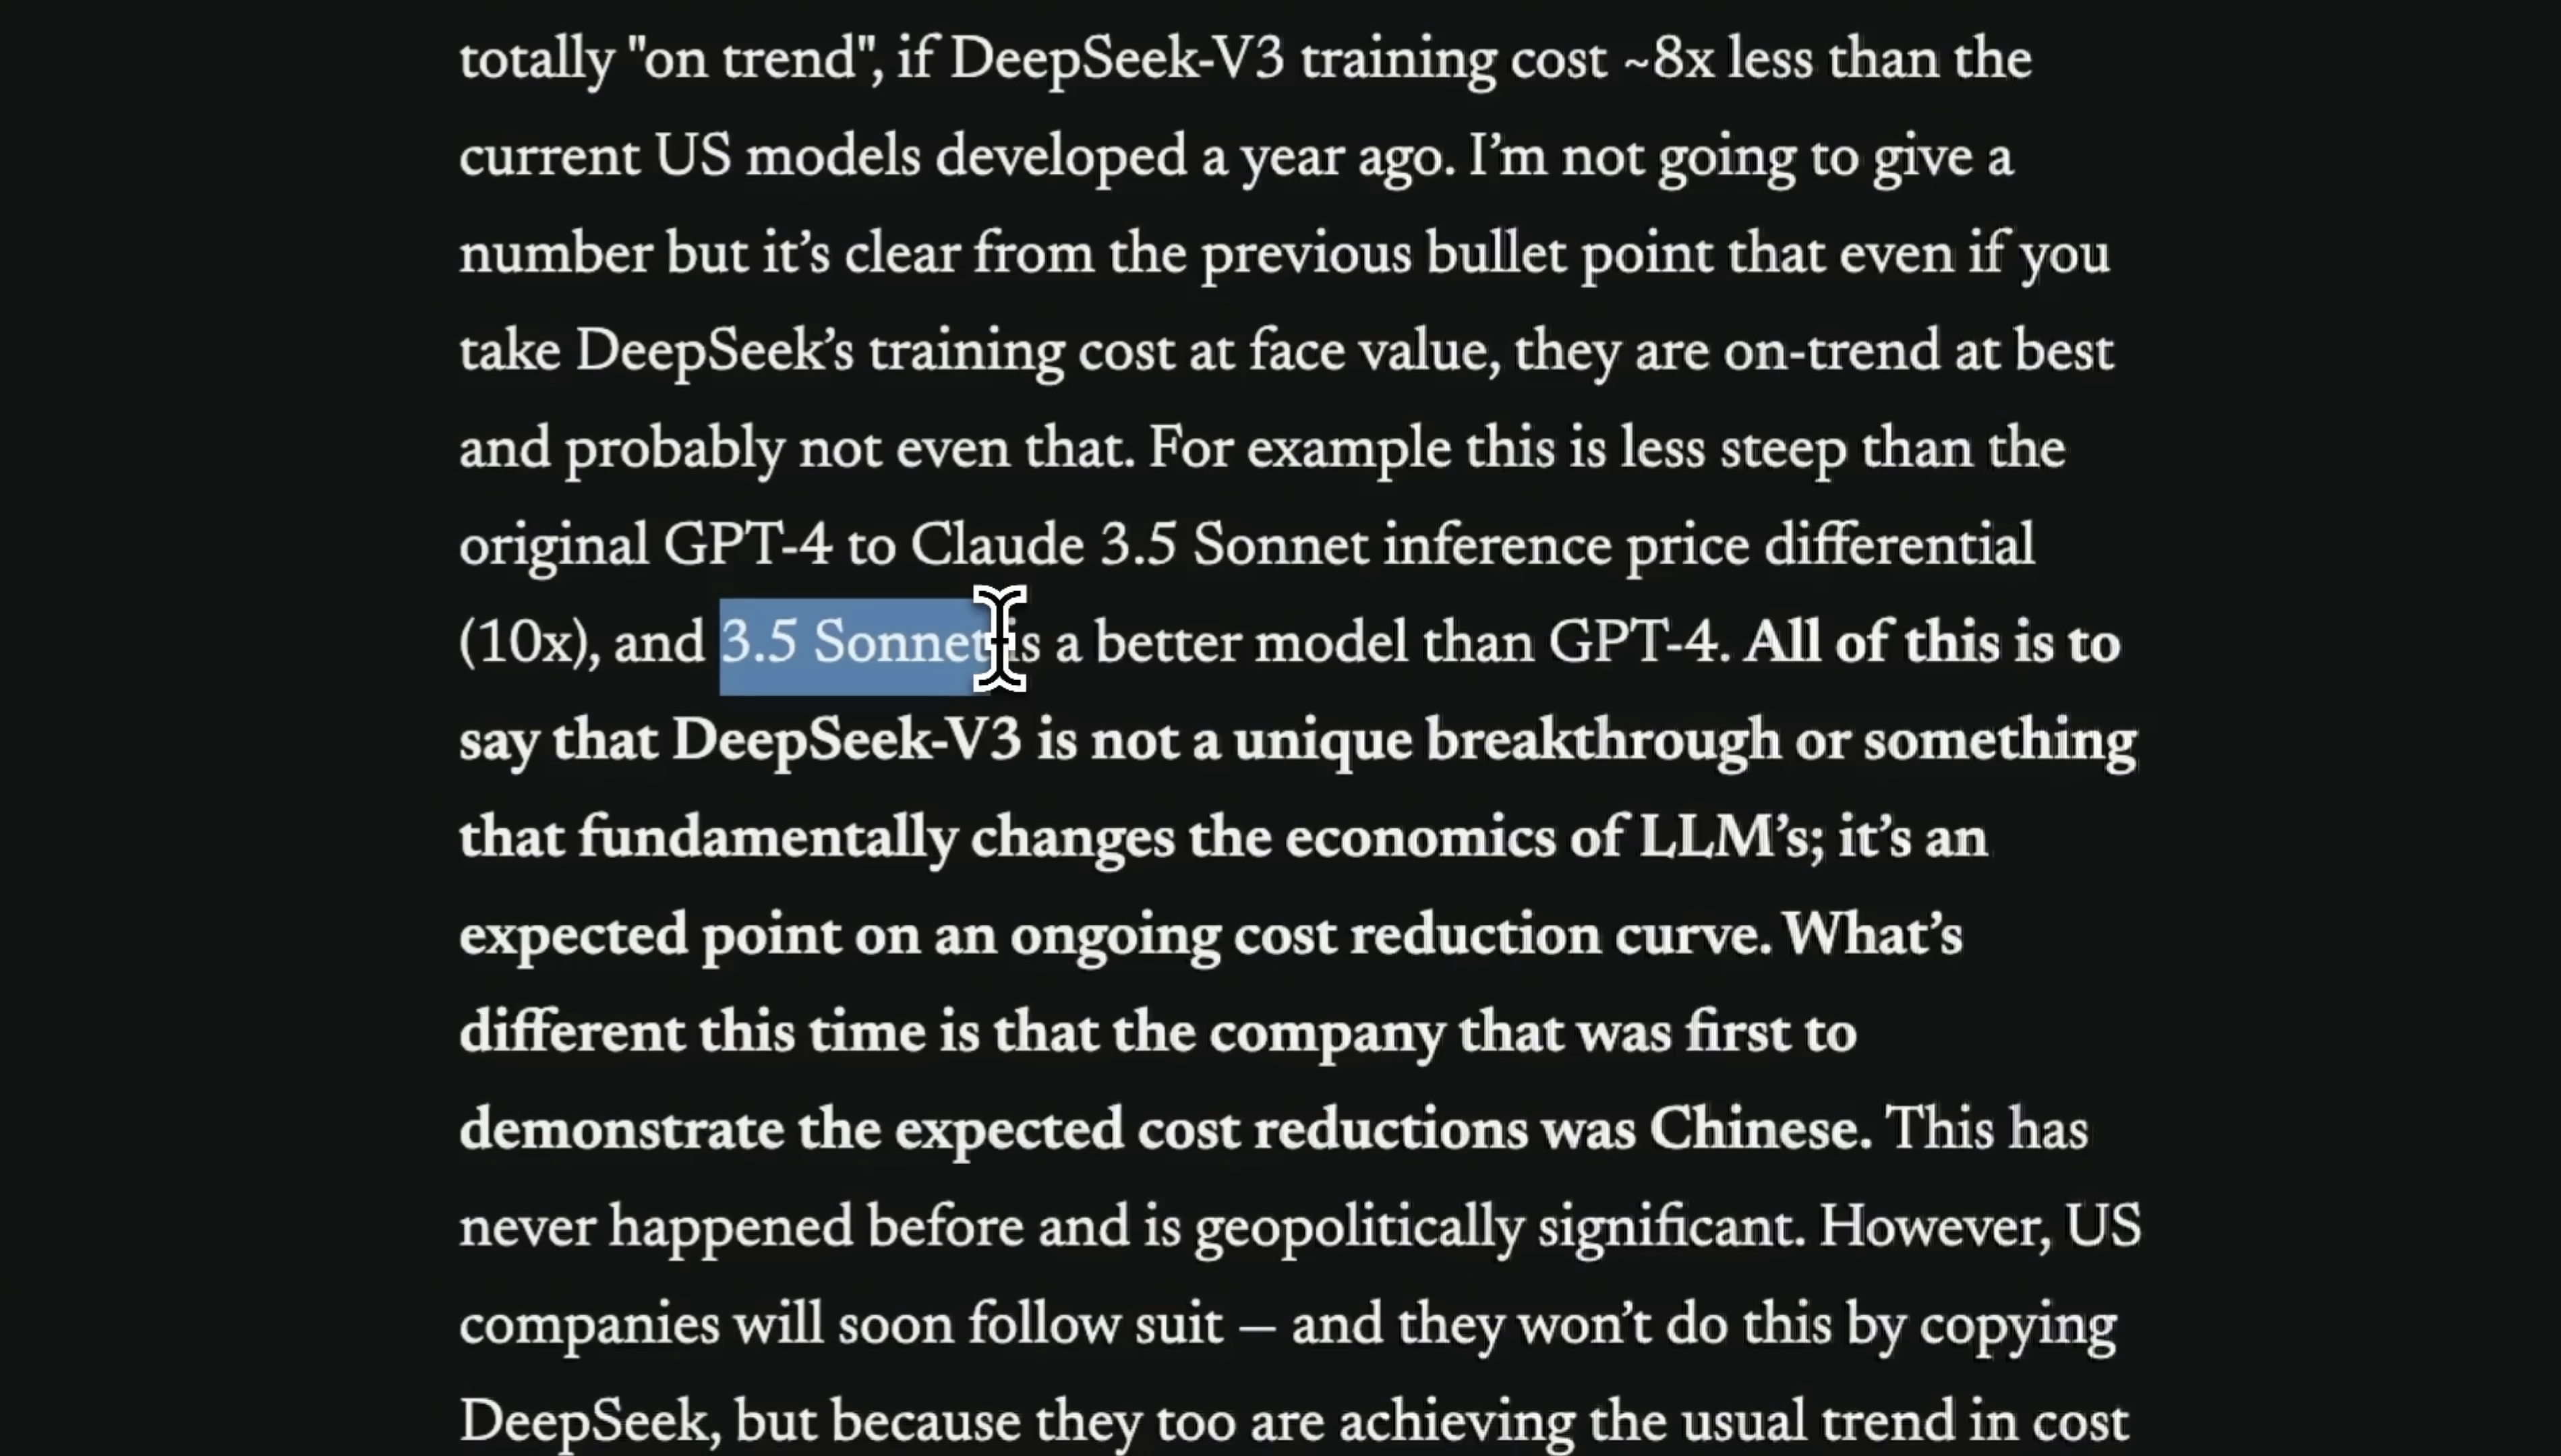 totally "on trend", if DeepSeek-V3 training cost ~8x less than the
current US models developed a year ago. I’m not going to give a
number but it’s clear from the previous bullet point that even if you
take DeepSeek’s training cost at face value, they are on-trend at best
and probably not even that. For example this is less steep than the
original GPT-4 to Claude 3.5 Sonnet inference price differential
(10x), and 3.5 Sonnet is a better model than GPT-4. All of this is to
say that DeepSeek-V3 is not a unique breakthrough or something
that fundamentally changes the economics of LLM’s; it’s an
expected point on an ongoing cost reduction curve. What’s
different this time is that the company that was first to
demonstrate the expected cost reductions was Chinese. This has
never happened before and is geopolitically significant. However, US
companies will soon follow suit — and they won’t do this by copying
DeepSeek, but because they too are achieving the usual trend in cost